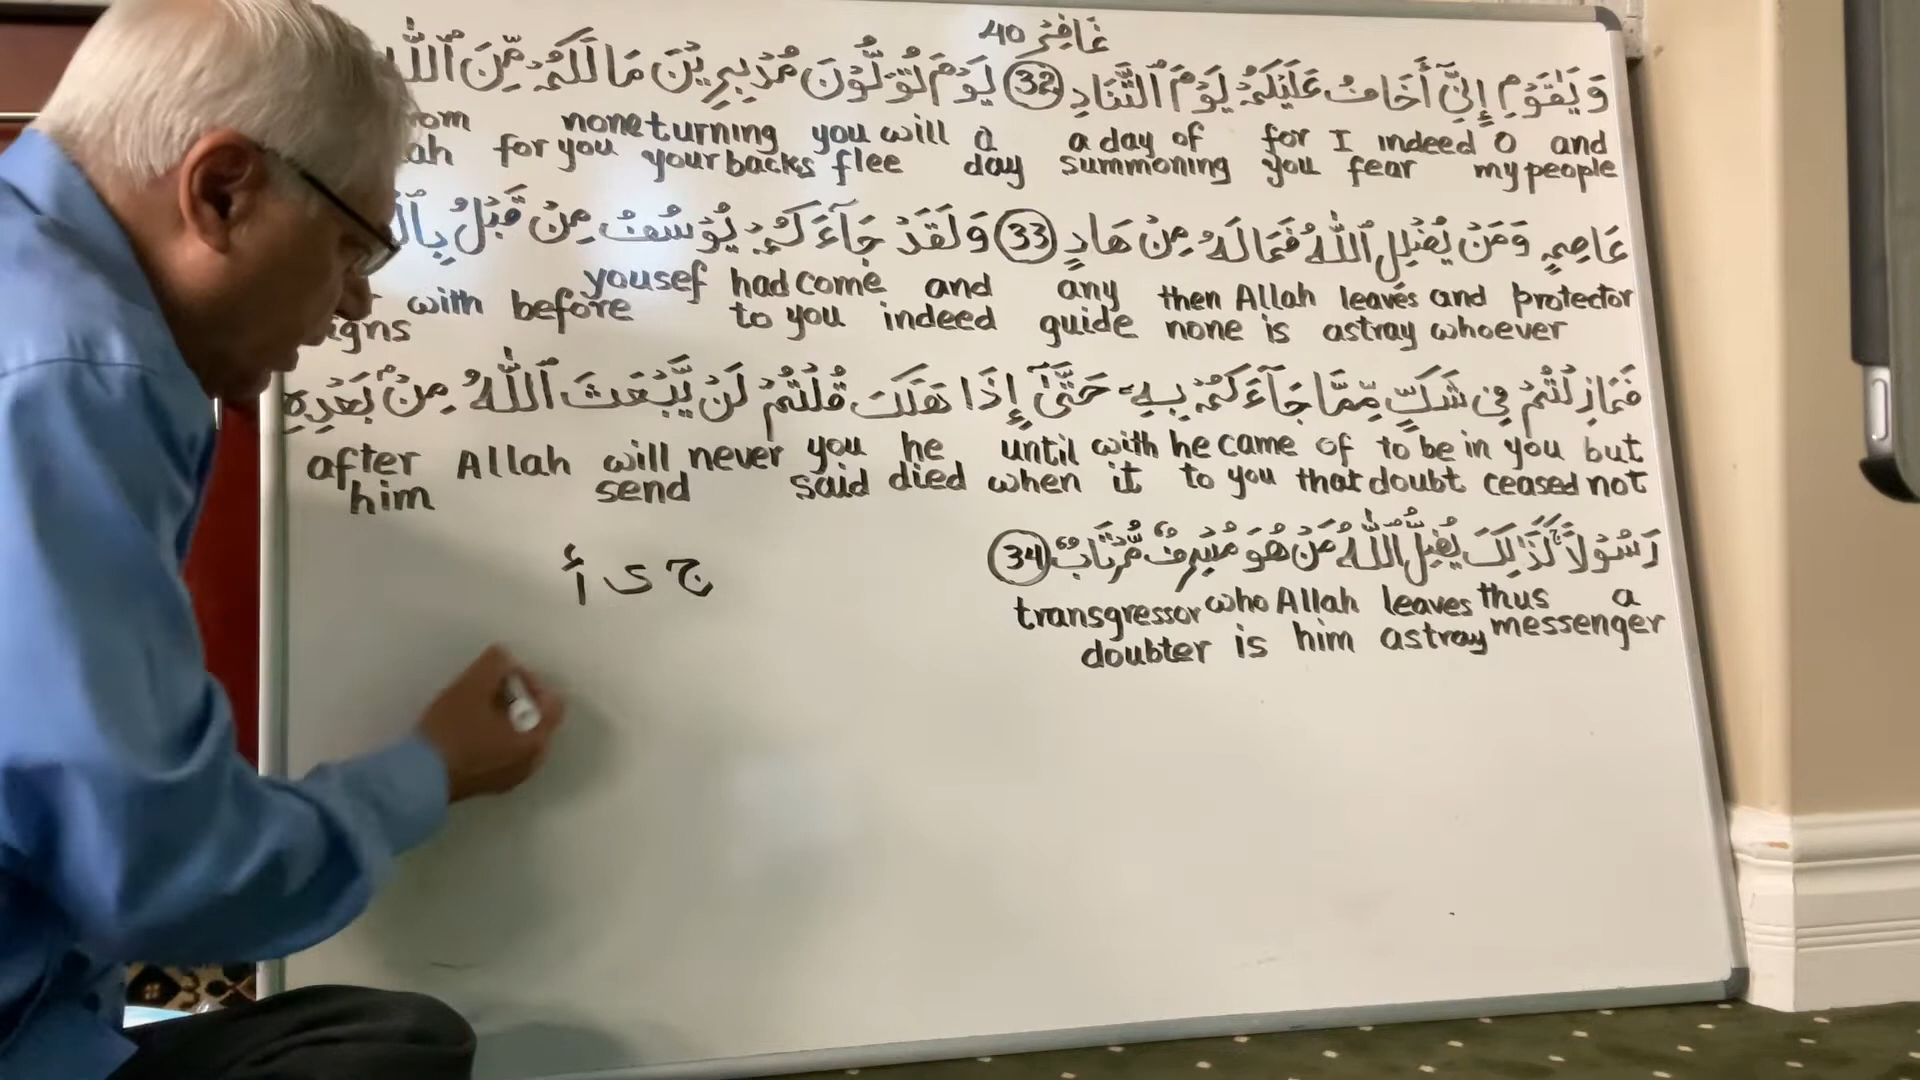 غَافِرْ 40
وَيَٰقَوْمِ إِنِّيٓ أَخَافُ عَلَيْكُمْ يَوْمَ ٱلتَّنَادِ (32) يَوْمَ تُوَلُّوْنَ مُدْبِرِيْنَ مَا لَكُمْ مِّنَ ٱللَّٰ
om none turning you will a a day of for I indeed O and
ah for you your backs flee day summoning you fear my people
عَاصِمٍ وَمَنْ يُضْلِلِ ٱللَّٰهُ فَمَا لَهُ مِنْ هَادٍ (33) وَلَقَدْ جَآءَكُمْ يُوْسُفُ مِنْ قَبْلُ بِٱل
yousef had come and any then Allah leaves and protector
igns with before to you indeed guide none is astray whoever
فَمَا زِلْتُمْ فِي شَكٍّ مِّمَّا جَآءَكُمْ بِهِۦ حَتَّىٰٓ إِذَا هَلَكَ قُلْتُمْ لَنْ يَّبْعَثَ ٱللَّٰهُ مِنْۢ بَعْدِهِ
after Allah will never you he until with he came of to be in you but
him send said died when it to you that doubt ceased not
رَسُوْلًا كَذَٰلِكَ يُضِلُّ ٱللَّٰهُ مَنْ هُوَ مُسْرِفٌ مُّرْتَابٌ (34)
transgressor who Allah leaves thus a
doubter is him astray messenger
ج ى أ